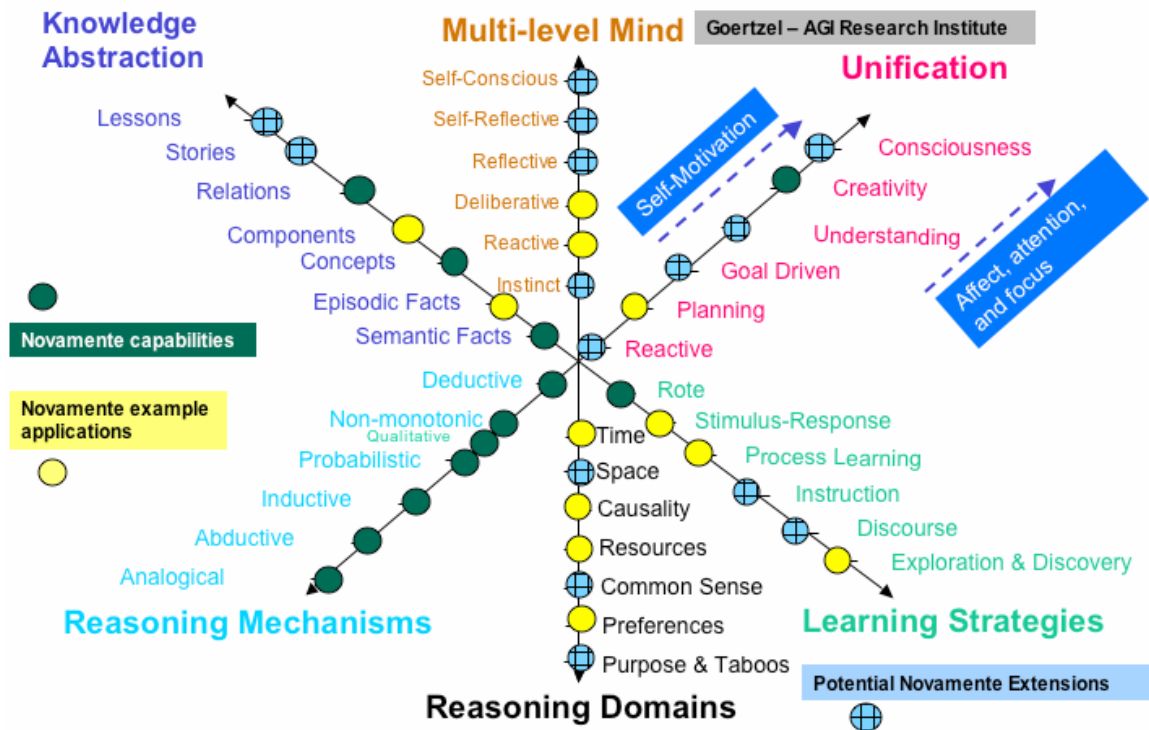 Knowledge
Abstraction
Multi-level Mind
Goertzel – AGI Research Institute
Unification
Self-Conscious
Self-Reflective
Reflective
Deliberative
Reactive
Instinct
Lessons
Stories
Relations
Components
Concepts
Episodic Facts
Semantic Facts
Self-Motivation
Consciousness
Creativity
Understanding
Goal Driven
Planning
Reactive
Affect, attention,
and focus
Novamente capabilities
Novamente example
applications
Deductive
Non-monotonic
Qualitative
Probabilistic
Inductive
Abductive
Analogical
Reasoning Mechanisms
Time
Space
Causality
Resources
Common Sense
Preferences
Purpose & Taboos
Reasoning Domains
Rote
Stimulus-Response
Process Learning
Instruction
Discourse
Exploration & Discovery
Learning Strategies
Potential Novamente Extensions